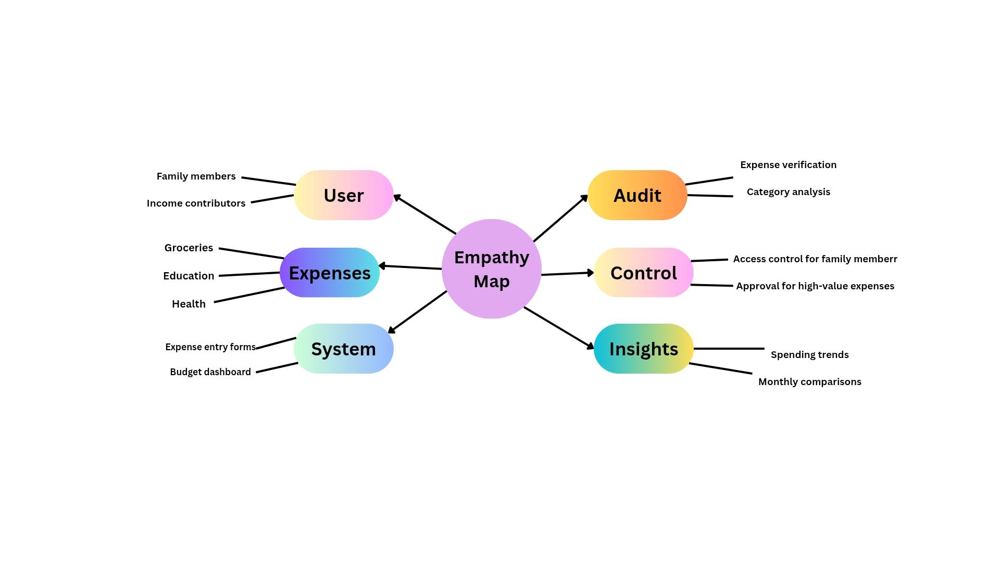 Family members
Income contributors
User
Groceries
Education
Health
Expenses
Expense entry forms
Budget dashboard
System
Empathy
Map
Audit
Expense verification
Category analysis
Control
Access control for family memberr
Approval for high-value expenses
Insights
Spending trends
Monthly comparisons